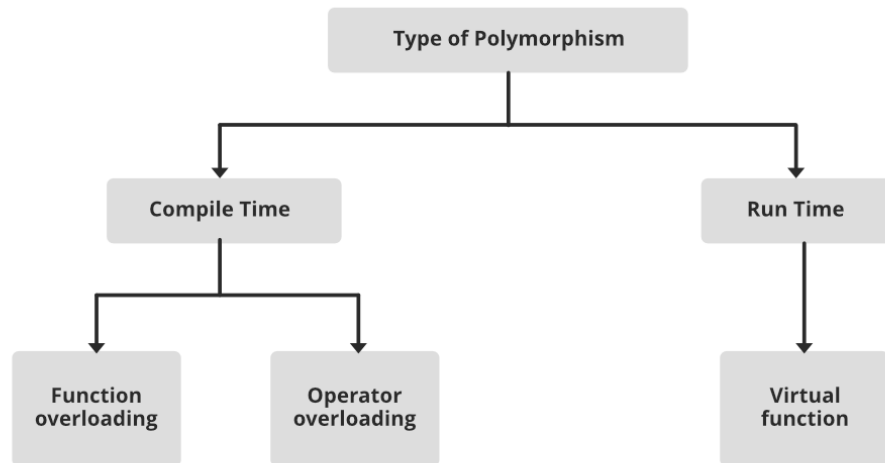 Type of Polymorphism
Compile Time
Run Time
Function
overloading
Operator
overloading
Virtual
function